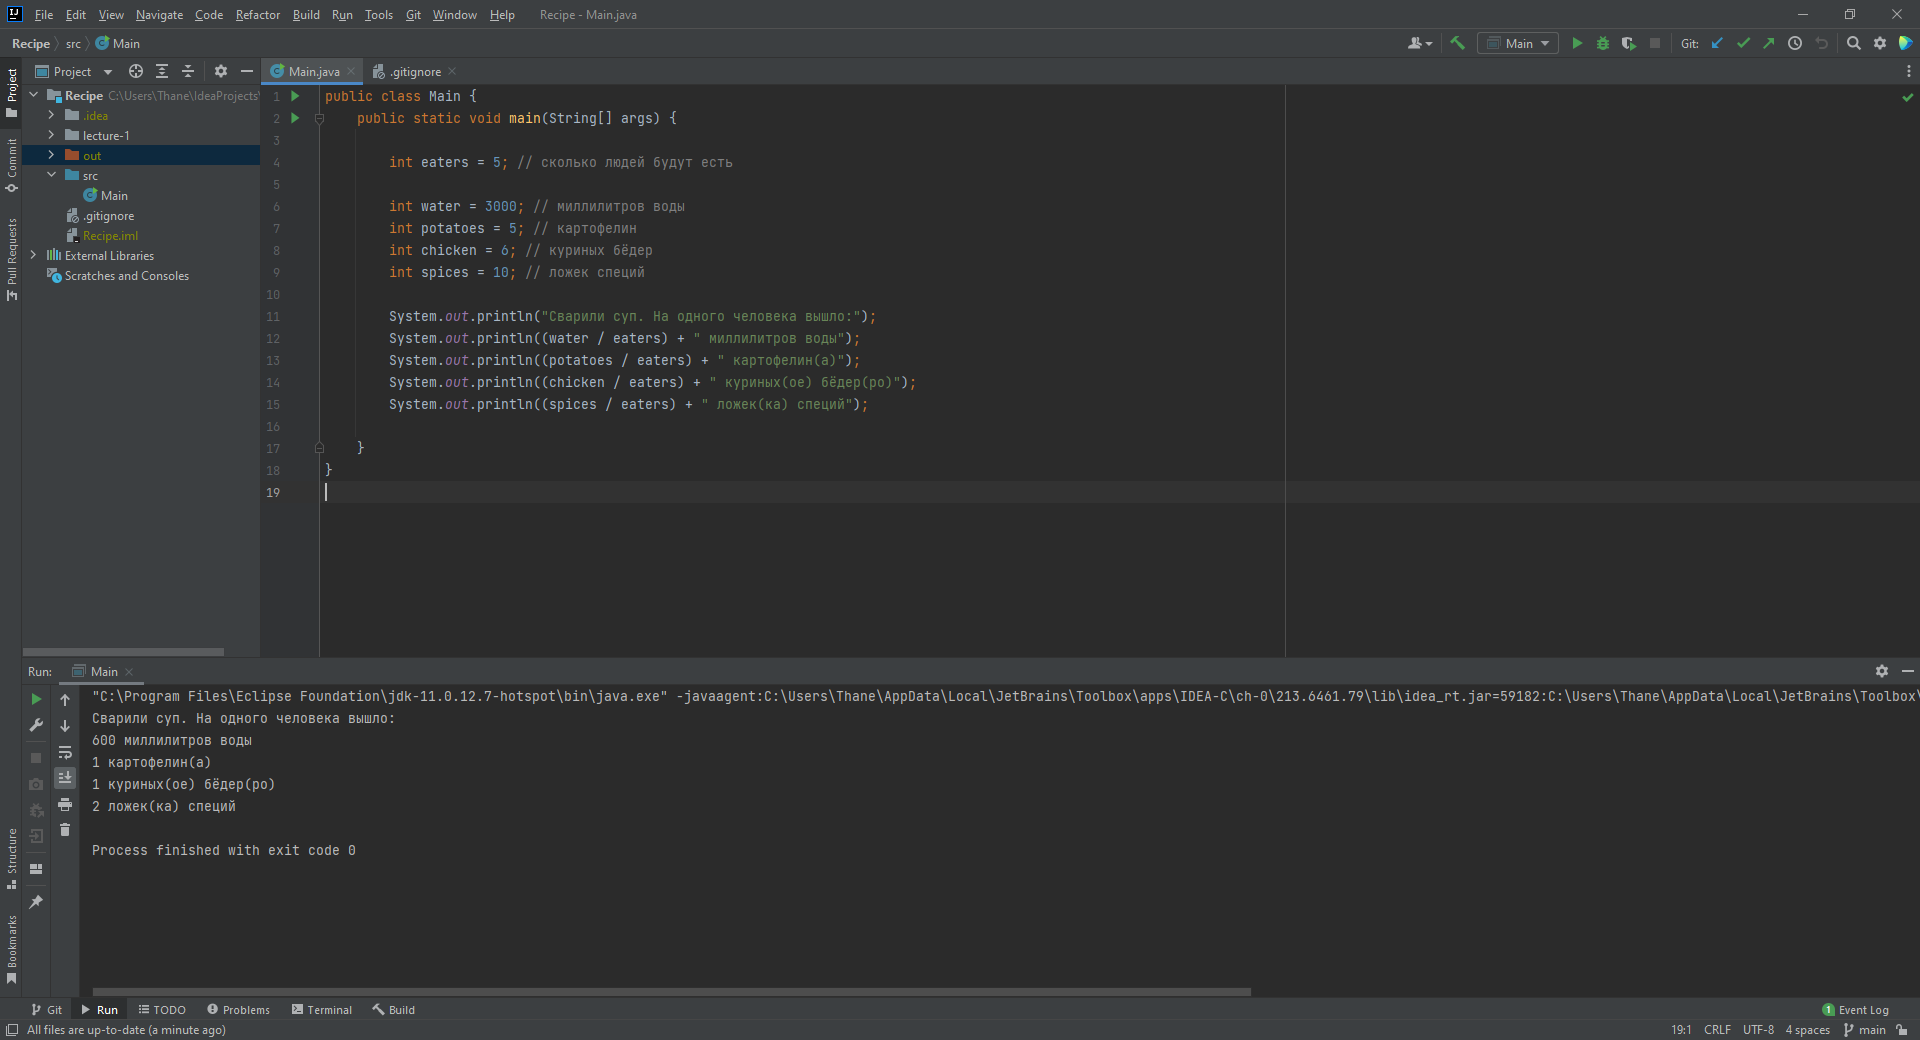 File Edit View Navigate Code Refactor Build Run Tools Git Window Help Recipe - Main.java
Recipe src Main
Main
Git:
Project
Main.java
.gitignore
Project
Commit
Pull Requests
Structure
Bookmarks
Recipe C:\Users\Thane\IdeaProjects\
.idea
lecture-1
out
src
Main
.gitignore
Recipe.iml
External Libraries
Scratches and Consoles
1 public class Main {
2 public static void main(String[] args) {
3
4 int eaters = 5; // сколько людей будут есть
5
6 int water = 3000; // миллилитров воды
7 int potatoes = 5; // картофелин
8 int chicken = 6; // куриных бёдер
9 int spices = 10; // ложек специй
10
11 System.out.println("Сварили суп. На одного человека вышло:");
12 System.out.println((water / eaters) + " миллилитров воды");
13 System.out.println((potatoes / eaters) + " картофелин(а)");
14 System.out.println((chicken / eaters) + " куриных(ое) бёдер(ро)");
15 System.out.println((spices / eaters) + " ложек(ка) специй");
16
17 }
18 }
19
Run: Main
"C:\Program Files\Eclipse Foundation\jdk-11.0.12.7-hotspot\bin\java.exe" -javaagent:C:\Users\Thane\AppData\Local\JetBrains\Toolbox\apps\IDEA-C\ch-0\213.6461.79\lib\idea_rt.jar=59182:C:\Users\Thane\AppData\Local\JetBrains\Toolbox\
Сварили суп. На одного человека вышло:
600 миллилитров воды
1 картофелин(а)
1 куриных(ое) бёдер(ро)
2 ложек(ка) специй
Process finished with exit code 0
Git Run TODO Problems Terminal Build
1 Event Log
All files are up-to-date (a minute ago)
19:1 CRLF UTF-8 4 spaces main